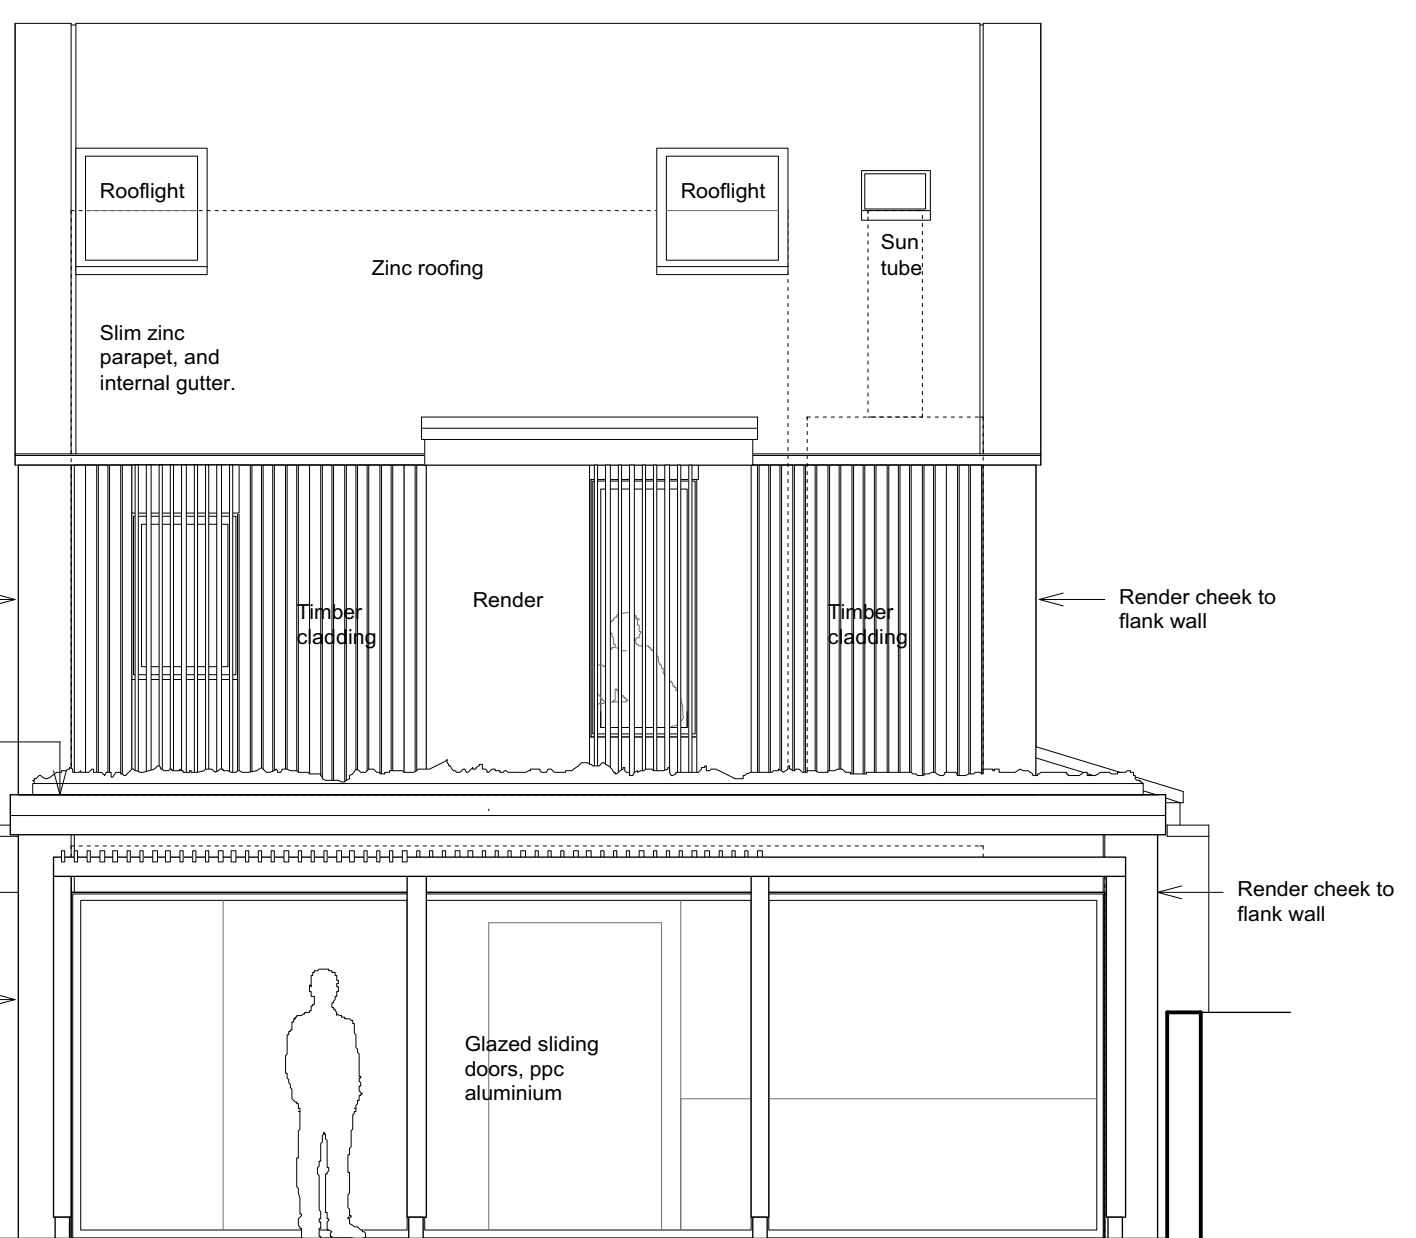 Rooflight
Rooflight
Sun
tube
Zinc roofing
Slim zinc
parapet, and
internal gutter.
Timber
cladding
Render
Timber
cladding
Render cheek to
flank wall
Render cheek to
flank wall
Glazed sliding
doors, ppc
aluminium